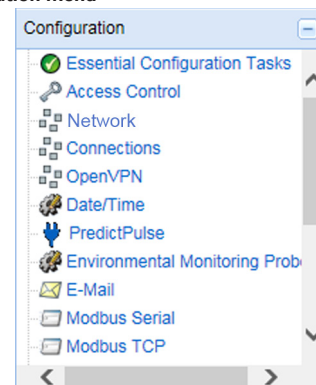 Configuration
Essential Configuration Tasks
Access Control
Network
Connections
OpenVPN
Date/Time
PredictPulse
Environmental Monitoring Prob
E-Mail
Modbus Serial
Modbus TCP